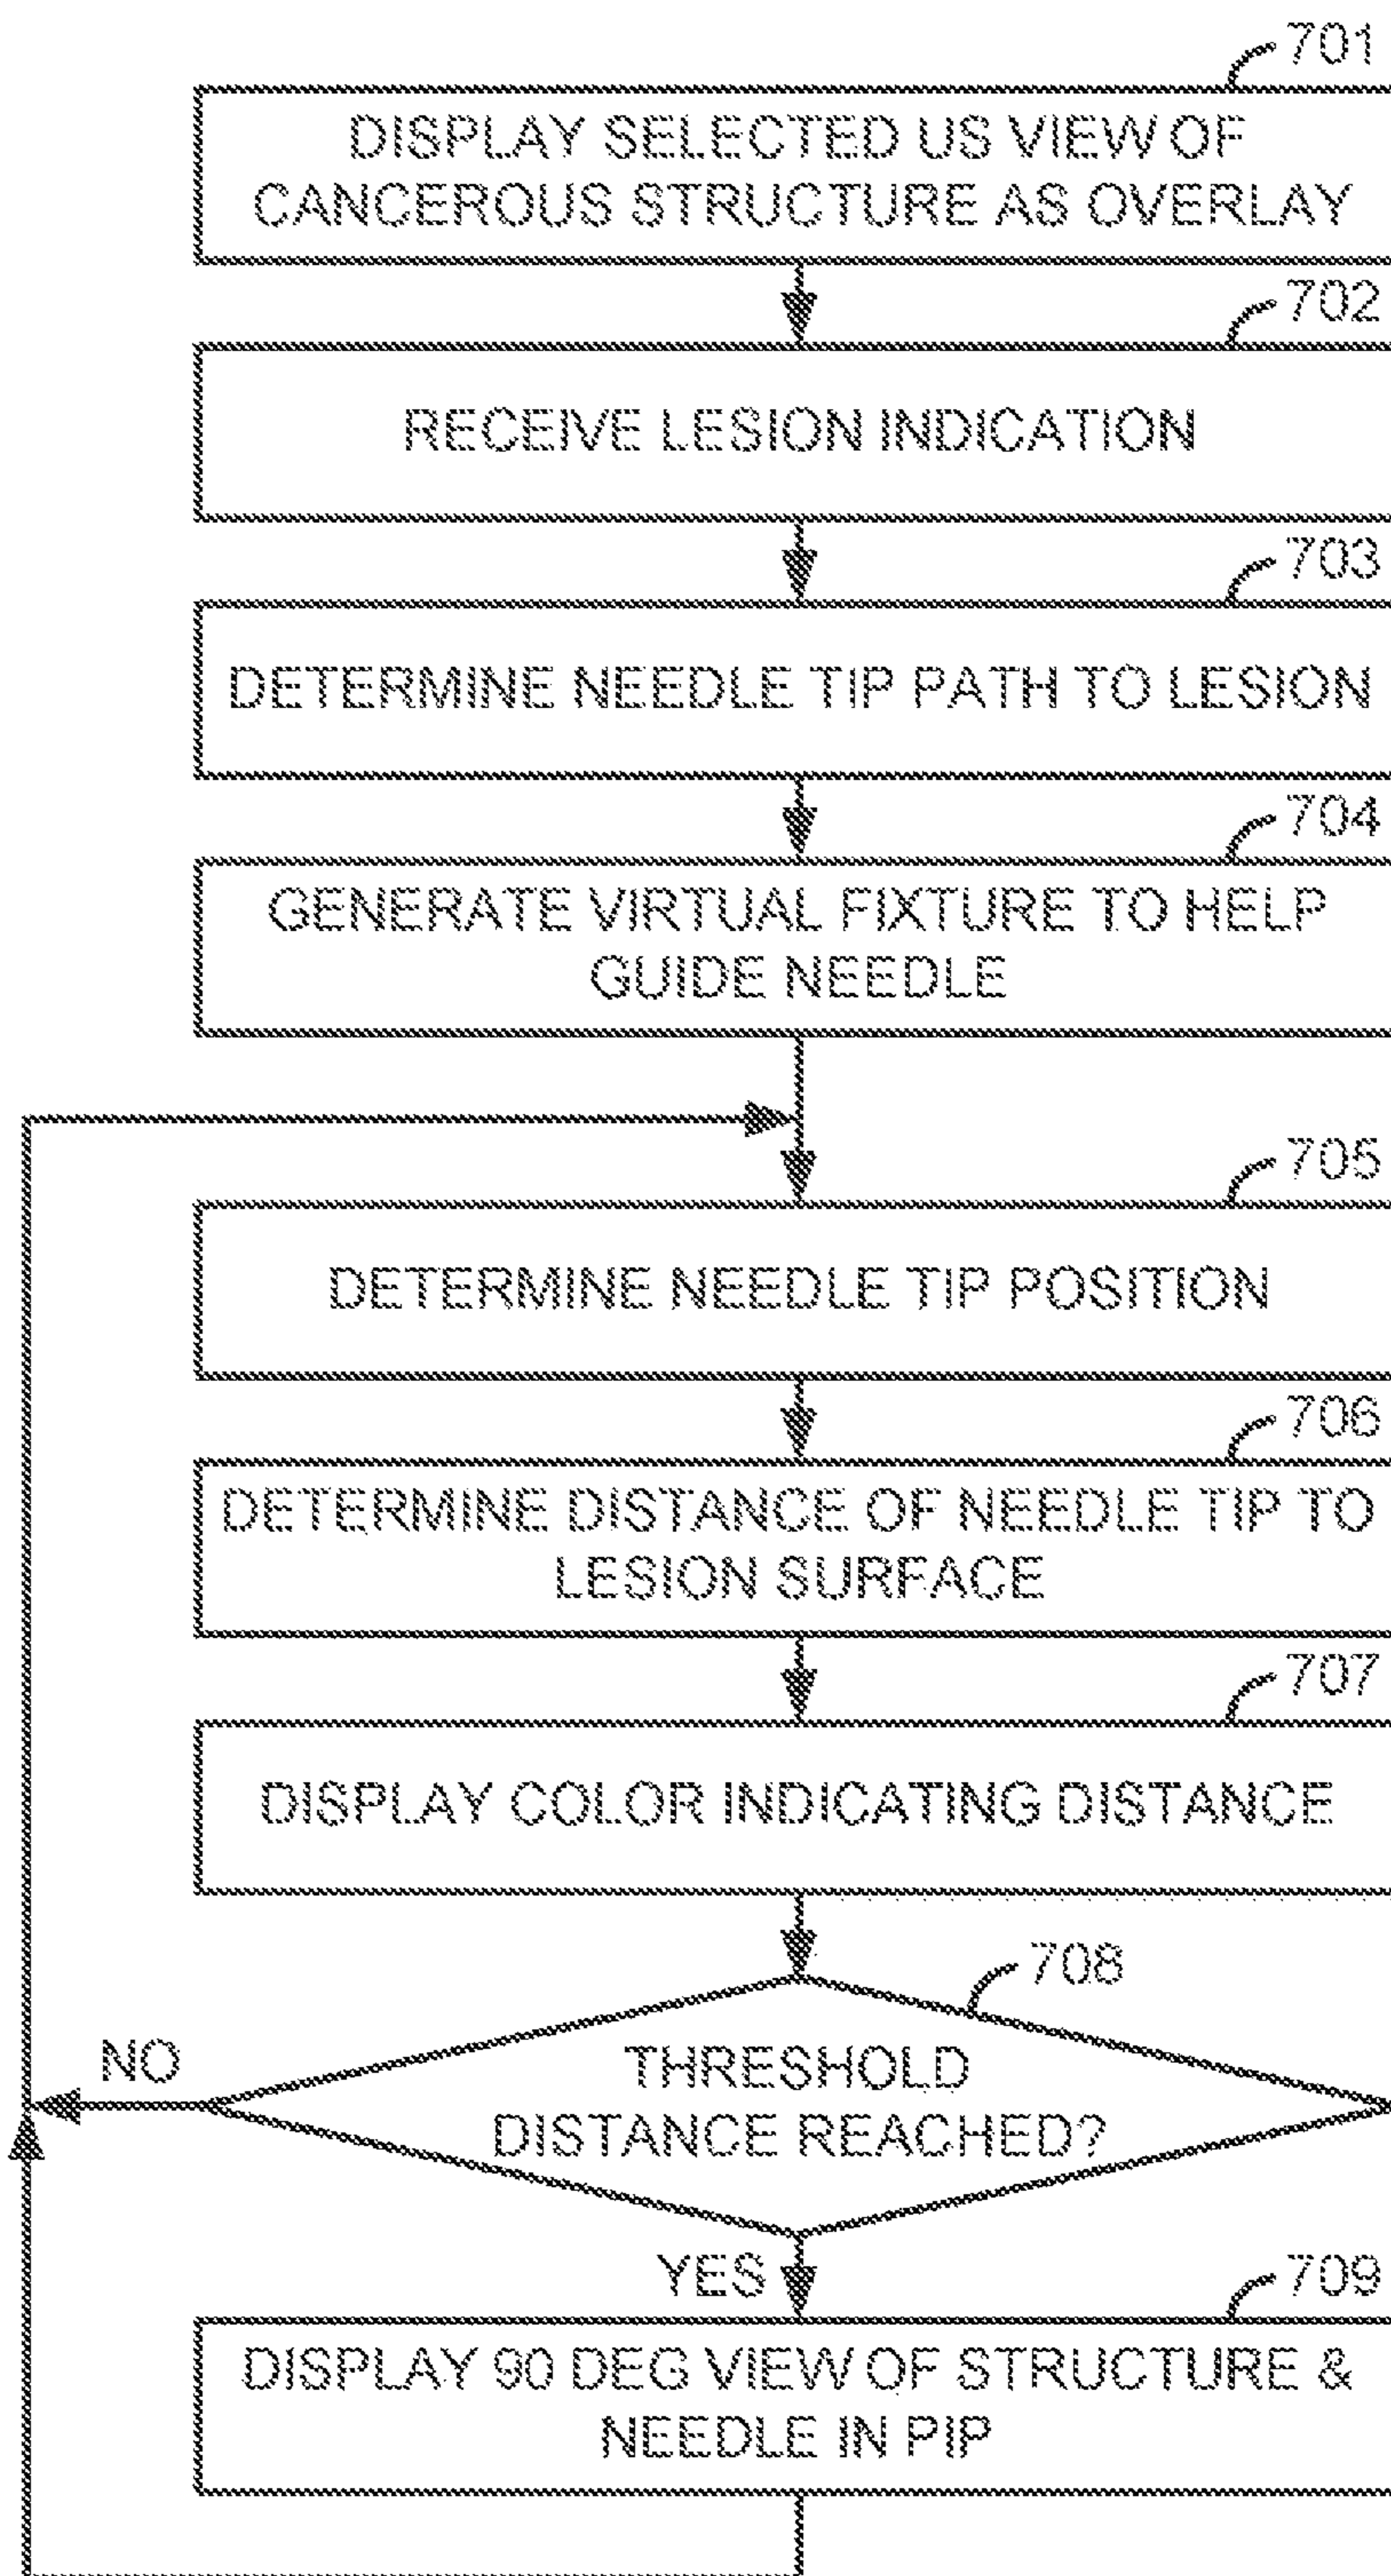 701
DISPLAY SELECTED US VIEW OF
CANCEROUS STRUCTURE AS OVERLAY
702
RECEIVE LESION INDICATION
703
DETERMINE NEEDLE TIP PATH TO LESION
704
GENERATE VIRTUAL FIXTURE TO HELP
GUIDE NEEDLE
705
DETERMINE NEEDLE TIP POSITION
706
DETERMINE DISTANCE OF NEEDLE TIP TO
LESION SURFACE
707
DISPLAY COLOR INDICATING DISTANCE
708
THRESHOLD
DISTANCE REACHED?
NO
YES
709
DISPLAY 90 DEG VIEW OF STRUCTURE &
NEEDLE IN PIP